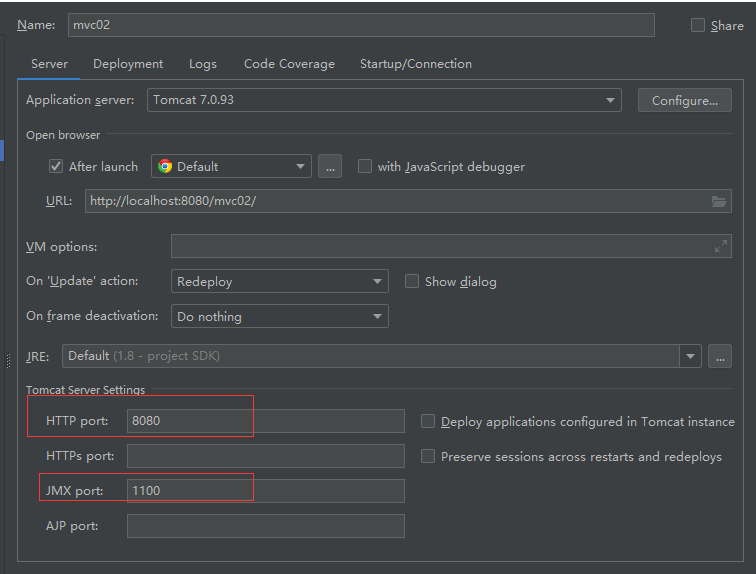 Name: mvc02 Share
Server Deployment Logs Code Coverage Startup/Connection
Application server: Tomcat 7.0.93 Configure...
Open browser
After launch Default ... with JavaScript debugger
URL: http://localhost:8080/mvc02/
VM options:
On 'Update' action: Redeploy Show dialog
On frame deactivation: Do nothing
JRE: Default (1.8 - project SDK) ...
Tomcat Server Settings
HTTP port: 8080 Deploy applications configured in Tomcat instance
HTTPs port: Preserve sessions across restarts and redeploys
JMX port: 1100
AJP port: